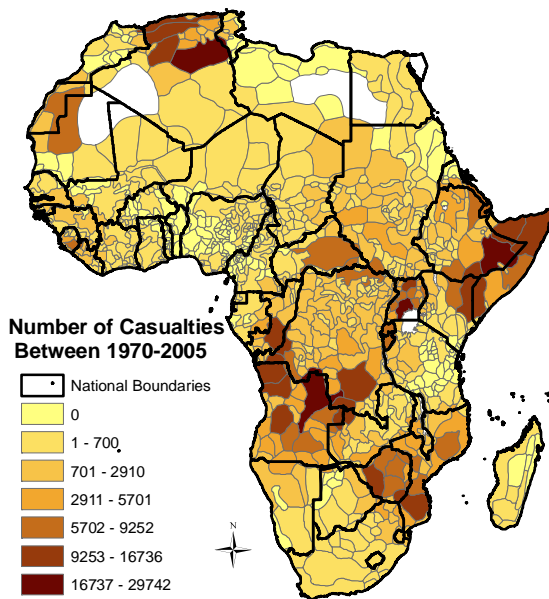 Number of Casualties
Between 1970-2005
National Boundaries
0
1 - 700
701 - 2910
2911 - 5701
5702 - 9252
9253 - 16736
16737 - 29742
N